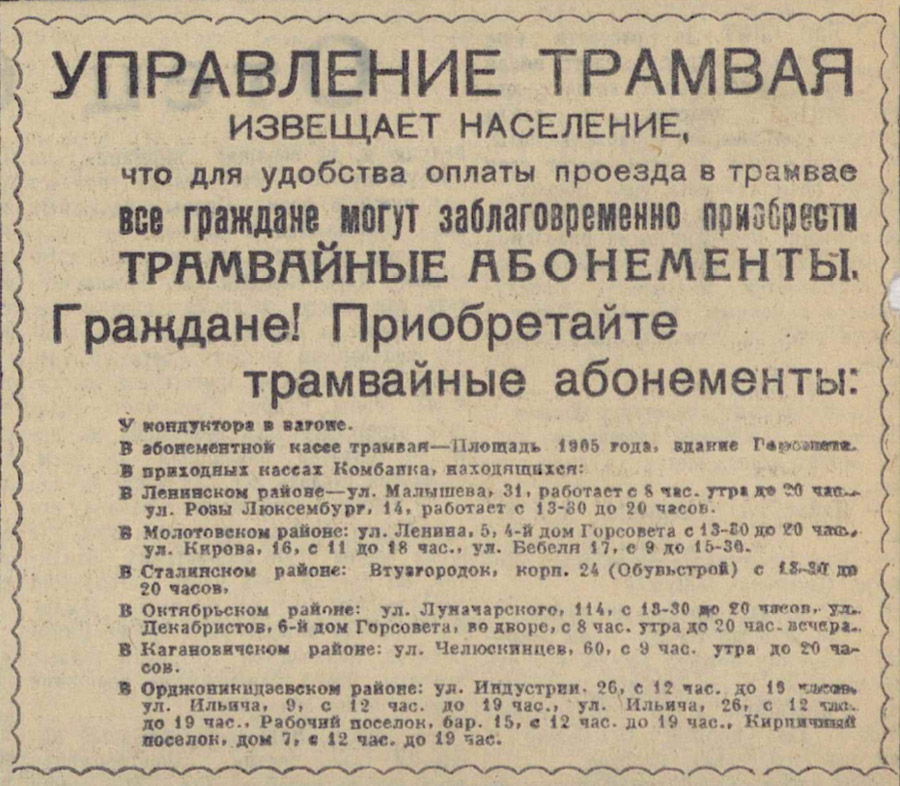 УПРАВЛЕНИЕ ТРАМВАЯ
ИЗВЕЩАЕТ НАСЕЛЕНИЕ,
что для удобства оплаты проезда в трамвае
все граждане могут заблаговременно приобрести
ТРАМВАЙНЫЕ АБОНЕМЕНТЫ.
Граждане! Приобретайте
трамвайные абонементы:
У кондуктора в вагоне.
В абонементной кассе трамвая—Площадь 1905 года, здание Горсовета.
В приходных кассах Комбанка, находящихся:
В Ленинском районе—ул. Малышева, 31, работает с 8 час. утра до 20 час.
ул. Розы Люксембург, 14, работает с 13-30 до 20 часов.
В Молотовском районе: ул. Ленина, 5, 4-й дом Горсовета с 13-30 до 20 час.,
ул. Кирова, 16, с 11 до 18 час., ул. Бебеля 17, с 9 до 15-30.
В Сталинском районе: Втузгородок, корп. 24 (Обувьстрой) с 13-30 до
20 часов,
В Октябрьском районе: ул. Луначарского, 114, с 13-30 до 20 часов, ул.
Декабристов, 6-й дом Горсовета, во дворе, с 8 час. утра до 20 час. вечера.
В Кагановичском районе: ул. Челюскинцев, 60, с 9 час. утра до 20 ча-
сов.
В Орджоникидзевском районе: ул. Индустрии, 26, с 12 час. до 19 часов,
ул. Ильича, 9, с 12 час. до 19 час., ул. Ильича, 26, с 12 час.
до 19 час., Рабочий поселок, бар. 15, с 12 час. до 19 час., Кирпичный
поселок, дом 7, с 12 час. до 19 час.